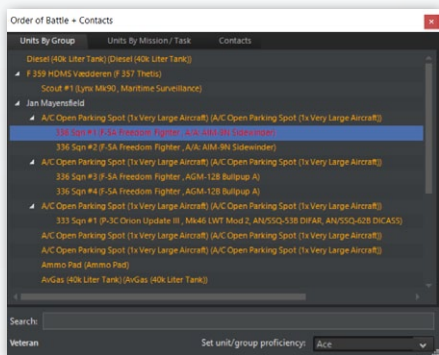 Order of Battle + Contacts
Units By Group Units By Mission / Task Contacts
Diesel (40k Liter Tank) (Diesel (40k Liter Tank))
F 359 HDMS Vædderen (F 357 Thetis)
Scout #1 (Lynx Mk90, Maritime Surveillance)
Jan Mayensfield
A/C Open Parking Spot (1x Very Large Aircraft) (A/C Open Parking Spot (1x Very Large Aircraft))
336 Sqn #1 (F-5A Freedom Fighter , A/A: AIM-9N Sidewinder)
336 Sqn #2 (F-5A Freedom Fighter , A/A: AIM-9N Sidewinder)
A/C Open Parking Spot (1x Very Large Aircraft) (A/C Open Parking Spot (1x Very Large Aircraft))
336 Sqn #3 (F-5A Freedom Fighter , AGM-12B Bullpup A)
336 Sqn #4 (F-5A Freedom Fighter , AGM-12B Bullpup A)
A/C Open Parking Spot (1x Very Large Aircraft) (A/C Open Parking Spot (1x Very Large Aircraft))
333 Sqn #1 (P-3C Orion Update III , Mk46 LWT Mod 2, AN/SSQ-53B DIFAR, AN/SSQ-62B DICASS)
A/C Open Parking Spot (1x Very Large Aircraft) (A/C Open Parking Spot (1x Very Large Aircraft))
A/C Open Parking Spot (1x Very Large Aircraft) (A/C Open Parking Spot (1x Very Large Aircraft))
Ammo Pad (Ammo Pad)
AvGas (40k Liter Tank) (AvGas (40k Liter Tank))
Search:
Veteran Set unit/group proficiency: Ace